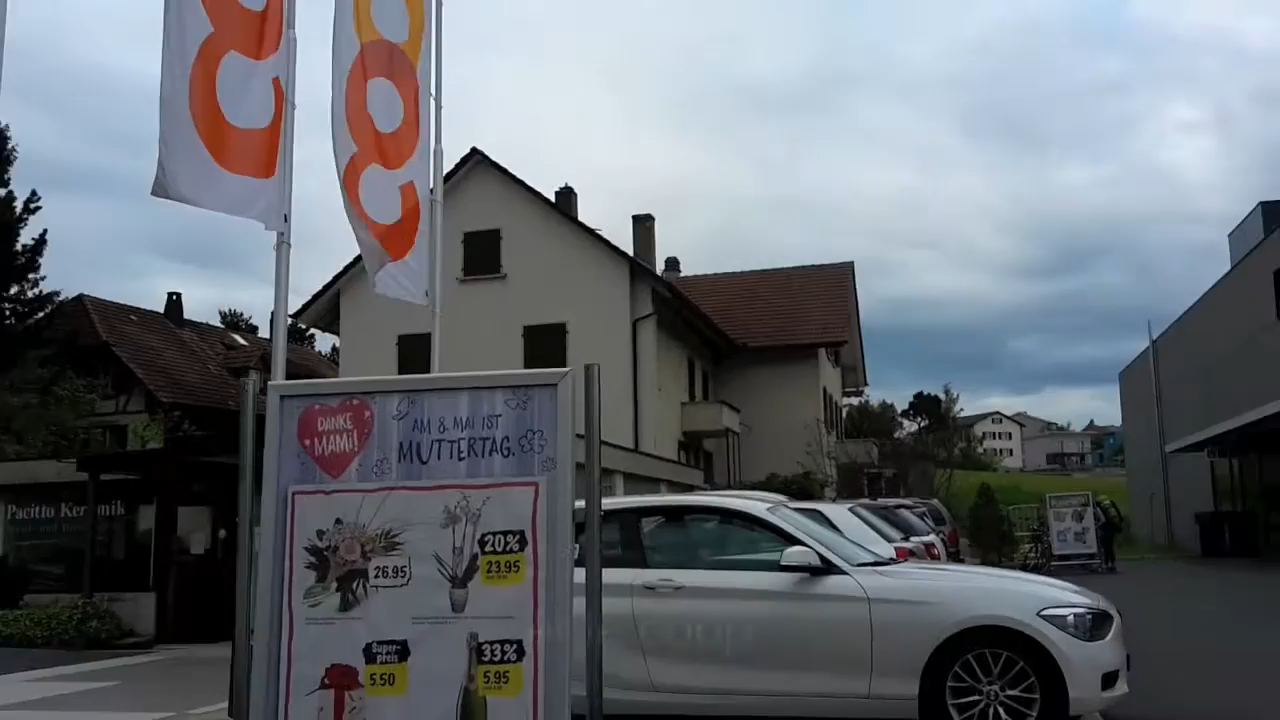 DANKE
MAMI!
AM 8. MAI IST
MUTTERTAG.
Pacitto Keramik
26.95
20%
23.95
Super-
preis
5.50
33%
5.95
coop